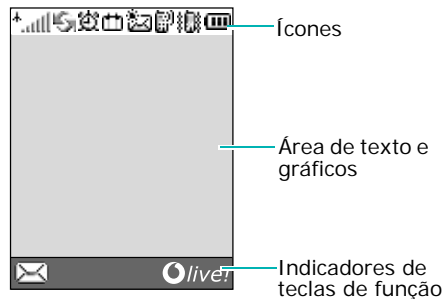 Ícones
Área de texto e
gráficos
live!
Indicadores de
teclas de função